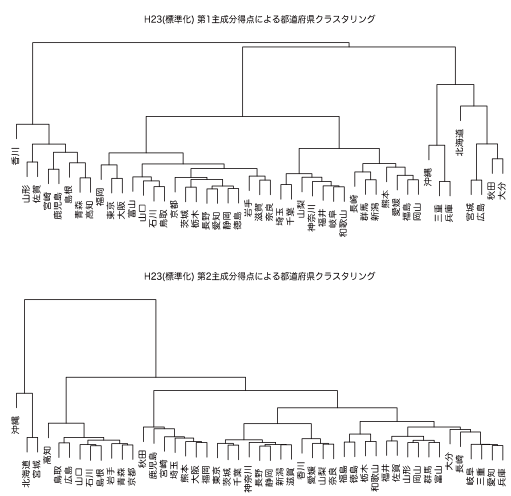 H23(標準化) 第1主成分得点による都道府県クラスタリング
香川
山形
佐賀
宮崎
鹿児島
島根
青森
高知
福岡
東京
大阪
富山
山口
石川
鳥取
京都
茨城
栃木
長野
愛知
静岡
徳島
岩手
滋賀
奈良
埼玉
千葉
山梨
神奈川
福井
岐阜
和歌山
長崎
群馬
新潟
熊本
愛媛
福島
岡山
沖縄
三重
兵庫
北海道
宮城
広島
秋田
大分
H23(標準化) 第2主成分得点による都道府県クラスタリング
沖縄
北海道
宮城
高知
鳥取
広島
山口
石川
島根
岩手
青森
京都
秋田
鹿児島
宮崎
埼玉
熊本
大阪
福岡
東京
茨城
千葉
神奈川
長野
静岡
新潟
滋賀
香川
愛媛
山梨
奈良
福島
徳島
栃木
和歌山
福井
佐賀
山形
岡山
群馬
富山
大分
長崎
岐阜
三重
愛知
兵庫